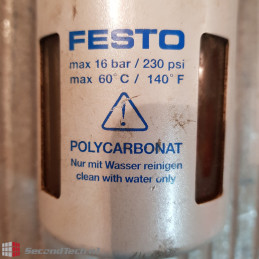 FESTO
max 16 bar / 230 psi
max 60°C / 140°F
POLYCARBONAT
Nur mit Wasser reinigen
clean with water only